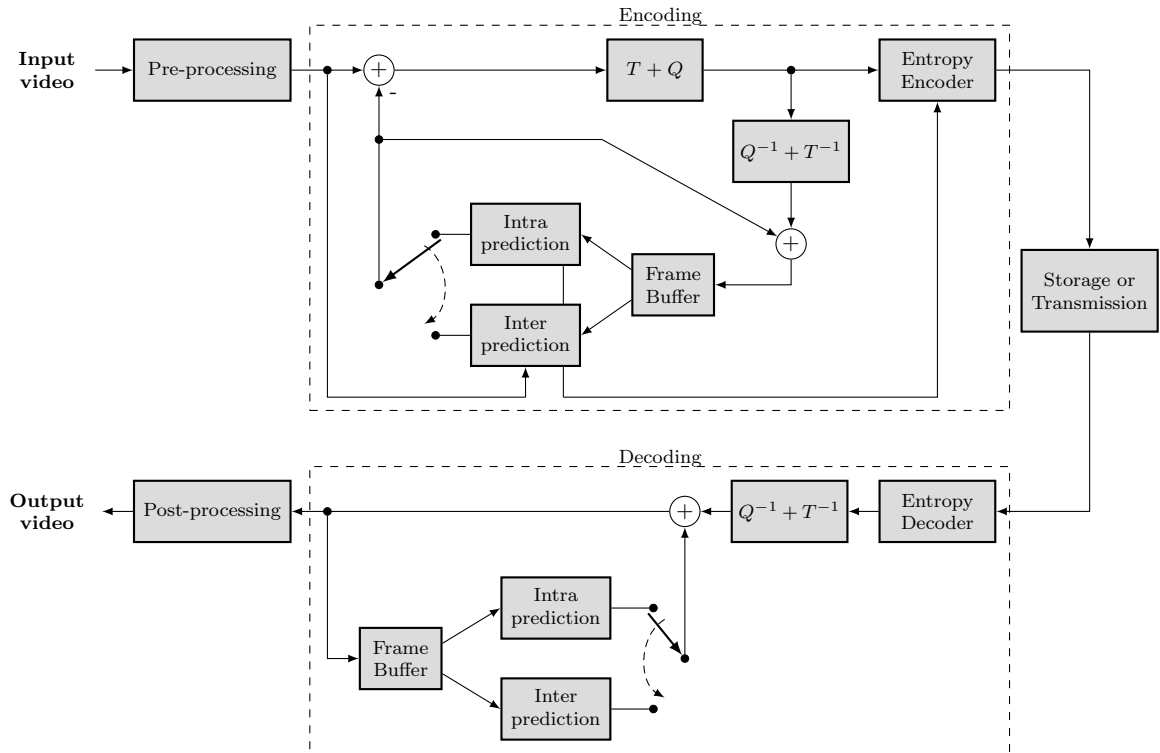 Encoding
Input
video
Pre-processing
+
-
T + Q
Entropy
Encoder
Q⁻¹ + T⁻¹
Intra
prediction
+
Frame
Buffer
Inter
prediction
Storage or
Transmission
Decoding
Output
video
Post-processing
+
Q⁻¹ + T⁻¹
Entropy
Decoder
Intra
prediction
Frame
Buffer
Inter
prediction